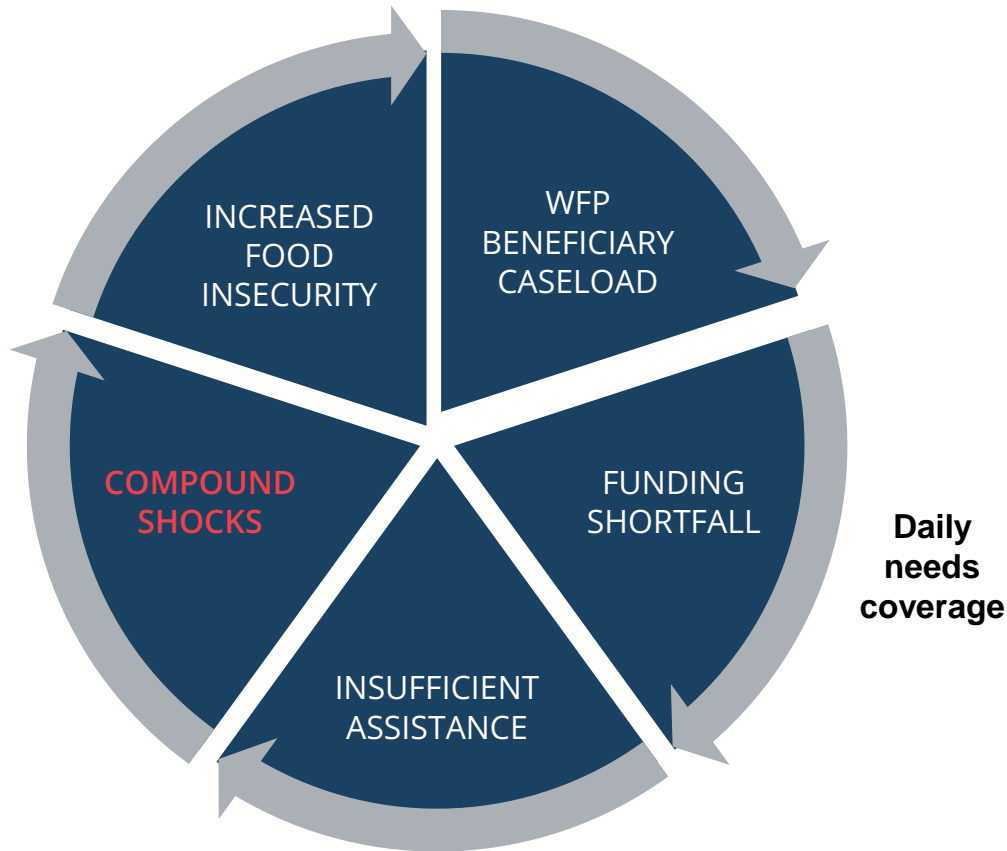 INCREASED
FOOD
INSECURITY
WFP
BENEFICIARY
CASELOAD
COMPOUND
SHOCKS
FUNDING
SHORTFALL
Daily
needs
coverage
INSUFFICIENT
ASSISTANCE